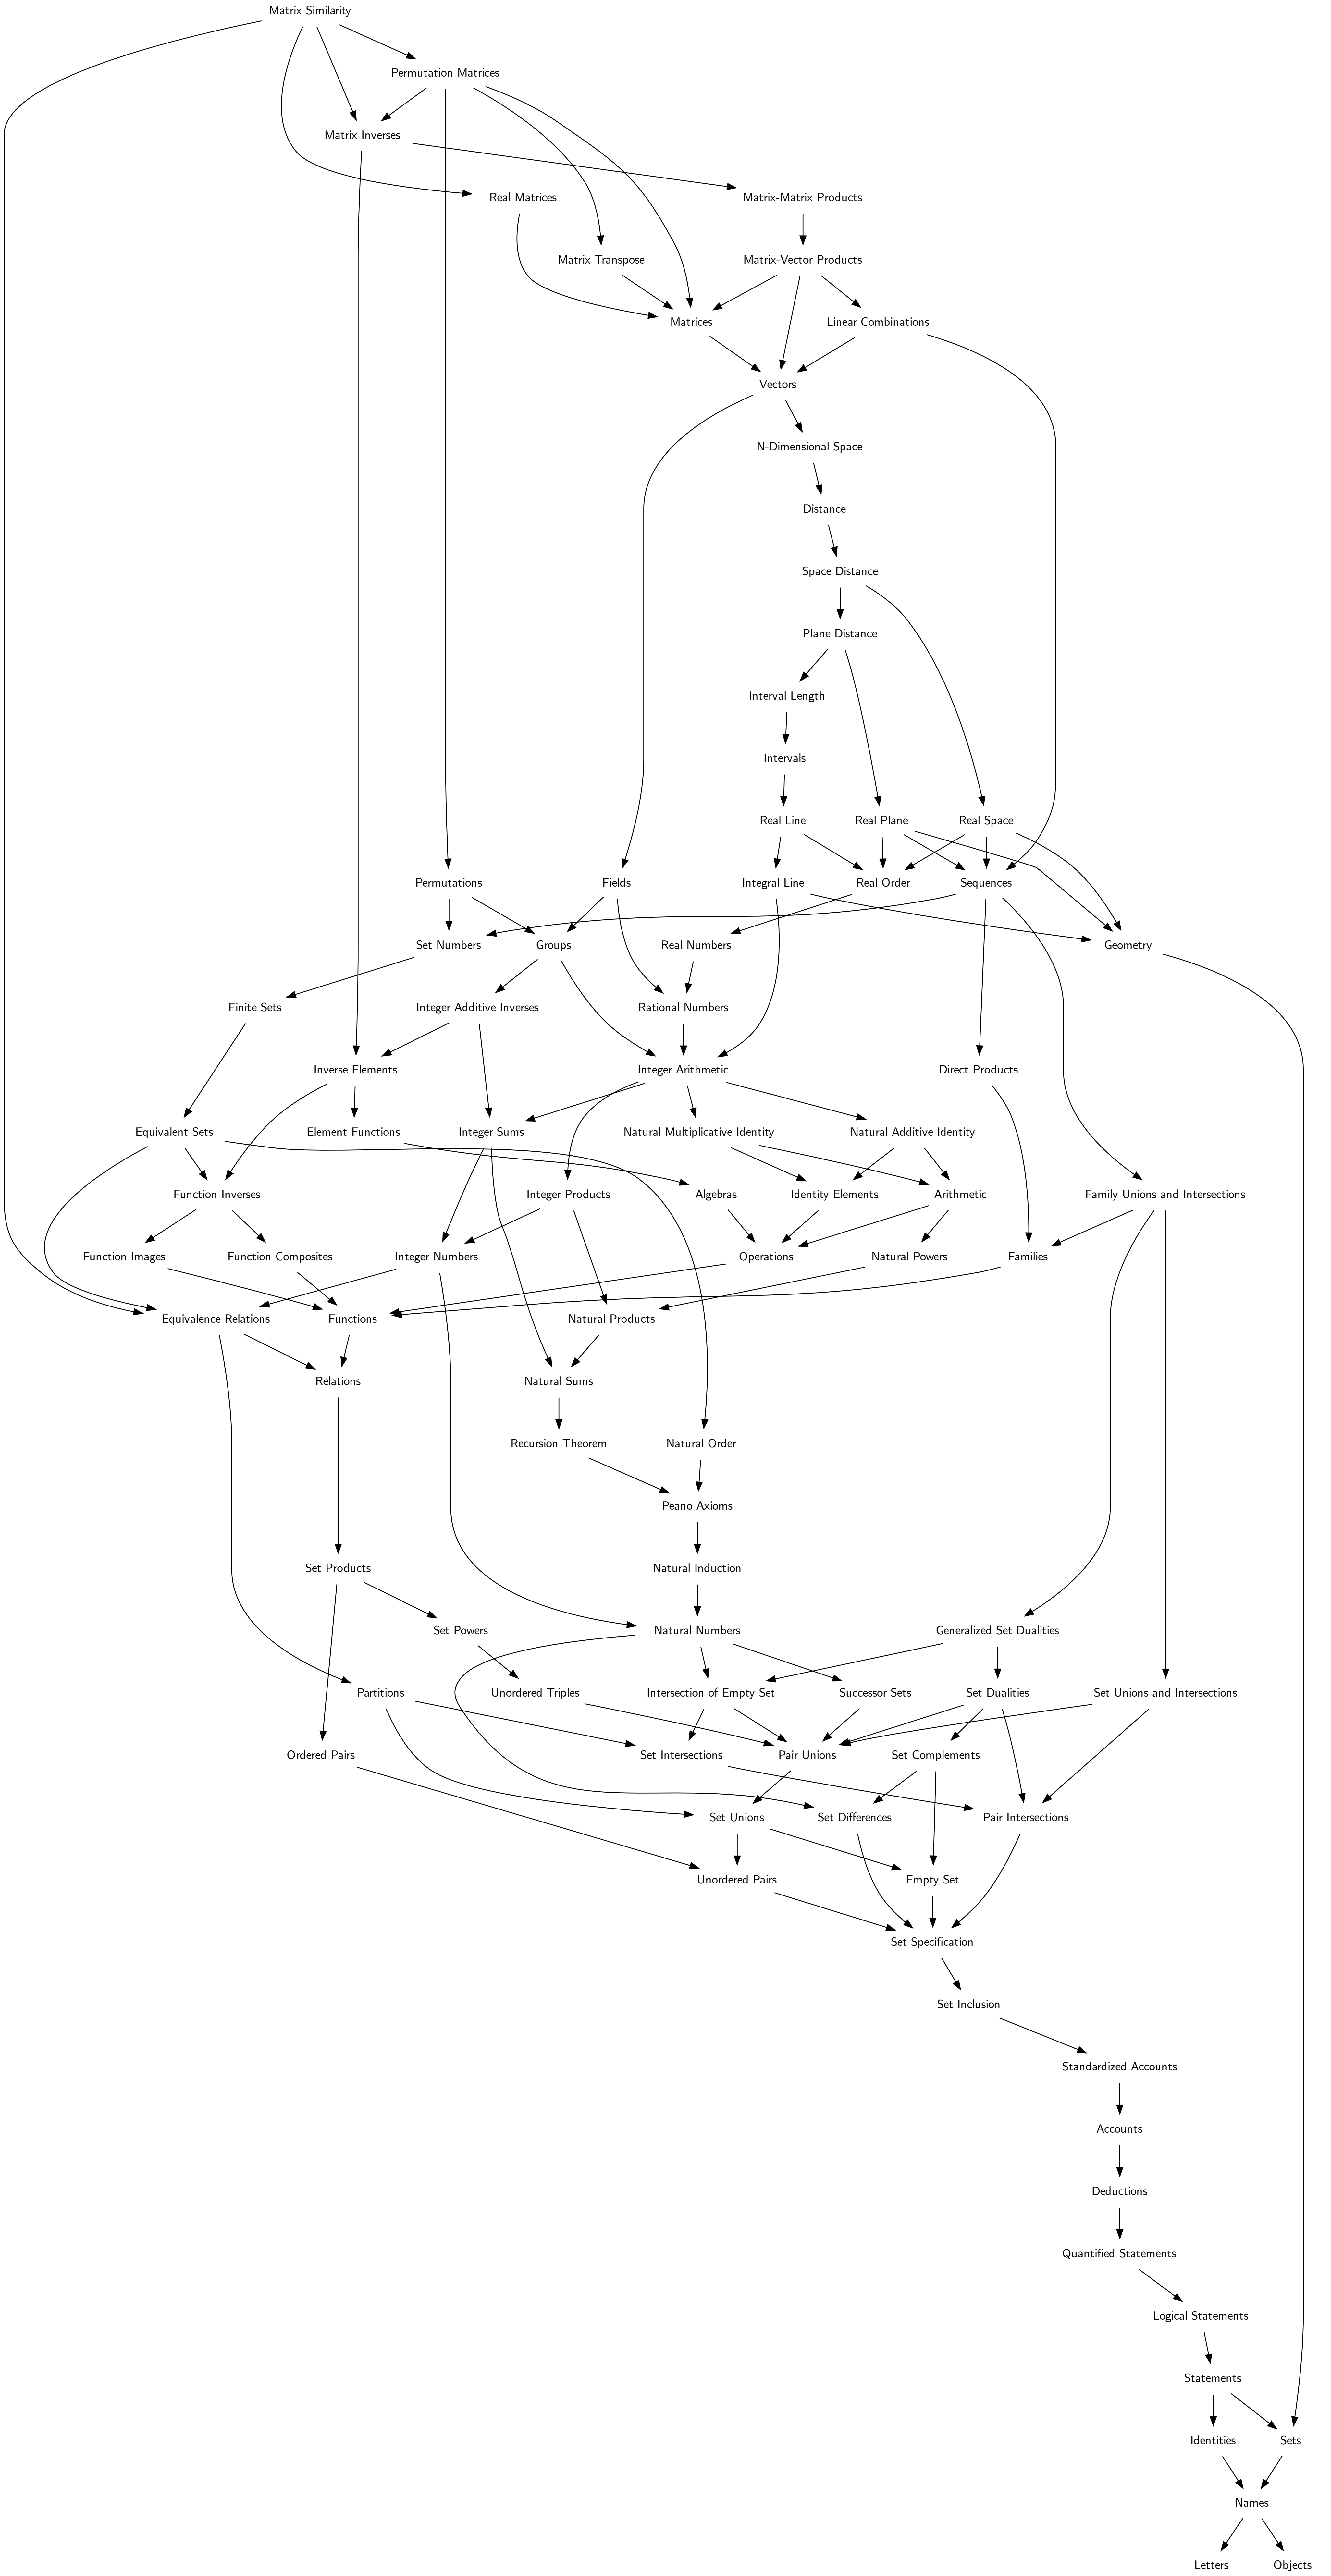 Matrix Similarity
Permutation Matrices
Matrix Inverses
Real Matrices
Matrix-Matrix Products
Matrix Transpose
Matrix-Vector Products
Matrices
Linear Combinations
Vectors
N-Dimensional Space
Distance
Space Distance
Plane Distance
Interval Length
Intervals
Real Line
Real Plane
Real Space
Permutations
Fields
Integral Line
Real Order
Sequences
Set Numbers
Groups
Real Numbers
Geometry
Finite Sets
Integer Additive Inverses
Rational Numbers
Inverse Elements
Integer Arithmetic
Direct Products
Equivalent Sets
Element Functions
Integer Sums
Natural Multiplicative Identity
Natural Additive Identity
Function Inverses
Integer Products
Algebras
Identity Elements
Arithmetic
Family Unions and Intersections
Function Images
Function Composites
Integer Numbers
Operations
Natural Powers
Families
Equivalence Relations
Functions
Natural Products
Relations
Natural Sums
Recursion Theorem
Natural Order
Peano Axioms
Set Products
Natural Induction
Set Powers
Natural Numbers
Generalized Set Dualities
Partitions
Unordered Triples
Intersection of Empty Set
Successor Sets
Set Dualities
Set Unions and Intersections
Ordered Pairs
Set Intersections
Pair Unions
Set Complements
Set Unions
Set Differences
Pair Intersections
Unordered Pairs
Empty Set
Set Specification
Set Inclusion
Standardized Accounts
Accounts
Deductions
Quantified Statements
Logical Statements
Statements
Identities
Sets
Names
Letters
Objects